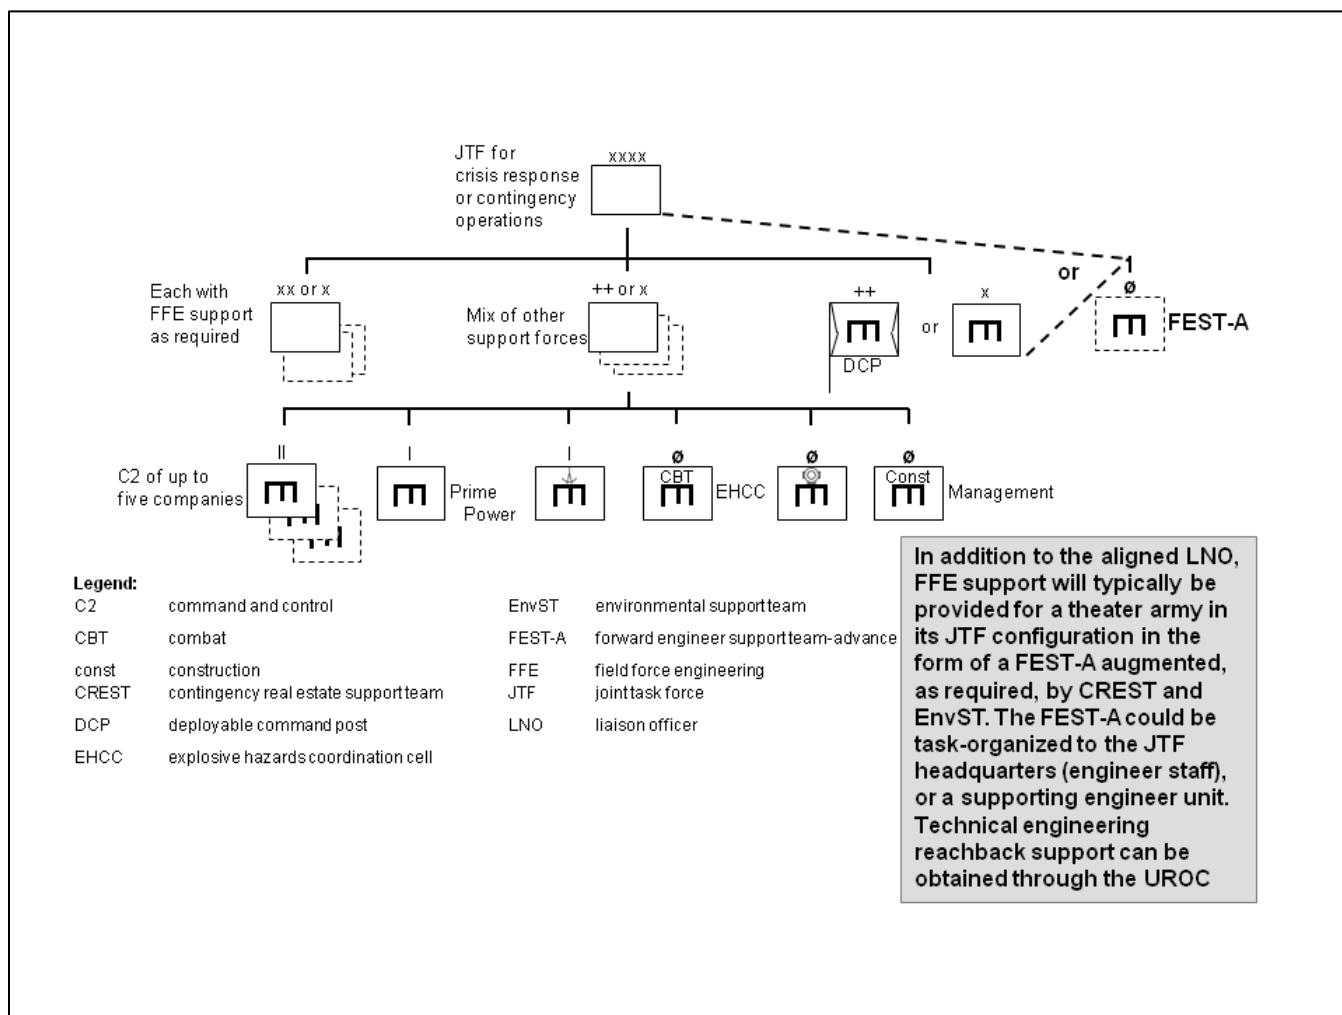 JTF for
crisis response
or contingency
operations
xxxx
or
ø
FEST-A
Each with
FFE support
as required
xx or x
Mix of other
support forces
++ or x
++
DCP
or
x
C2 of up to
five companies
II
I
Prime
Power
I
ø
CBT
EHCC
ø
ø
Const
Management
Legend:
C2 command and control
CBT combat
const construction
CREST contingency real estate support team
DCP deployable command post
EHCC explosive hazards coordination cell
EnvST environmental support team
FEST-A forward engineer support team-advance
FFE field force engineering
JTF joint task force
LNO liaison officer
In addition to the aligned LNO,
FFE support will typically be
provided for a theater army in
its JTF configuration in the
form of a FEST-A augmented,
as required, by CREST and
EnvST. The FEST-A could be
task-organized to the JTF
headquarters (engineer staff),
or a supporting engineer unit.
Technical engineering
reachback support can be
obtained through the UROC